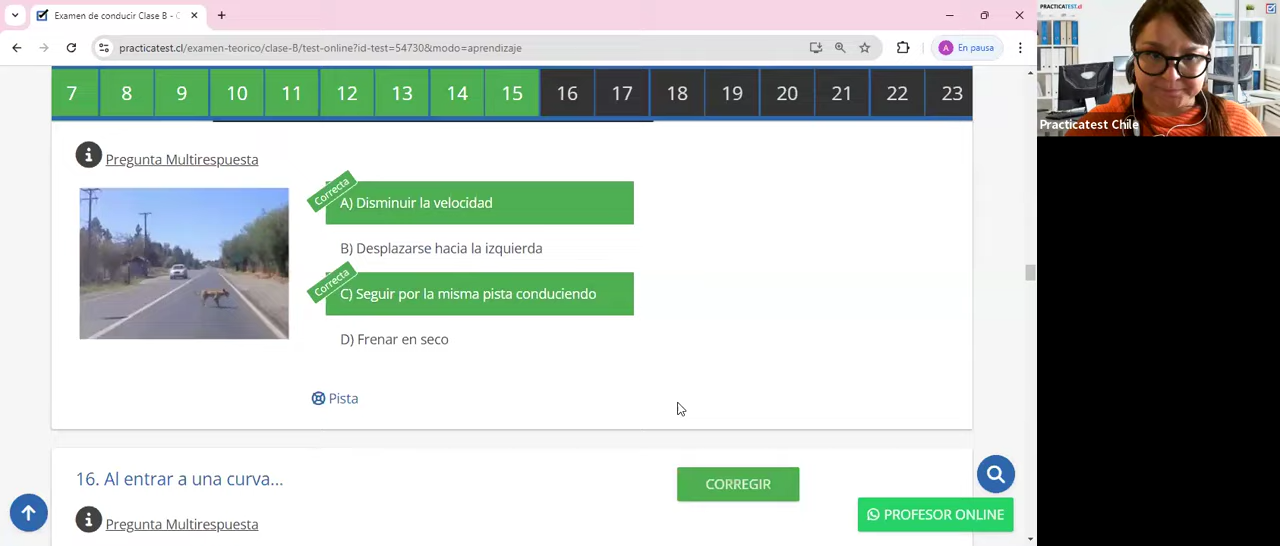 Examen de conducir Clase B - C
practicatest.cl/examen-teorico/clase-B/test-online?id-test=54730&modo=aprendizaje
A
En pausa
PRACTICATEST.cl
Practicatest Chile
7 8 9 10 11 12 13 14 15 16 17 18 19 20 21 22 23
i Pregunta Multirespuesta
Correcta
A) Disminuir la velocidad
B) Desplazarse hacia la izquierda
Correcta
C) Seguir por la misma pista conduciendo
D) Frenar en seco
Pista
16. Al entrar a una curva...
CORREGIR
i Pregunta Multirespuesta
PROFESOR ONLINE